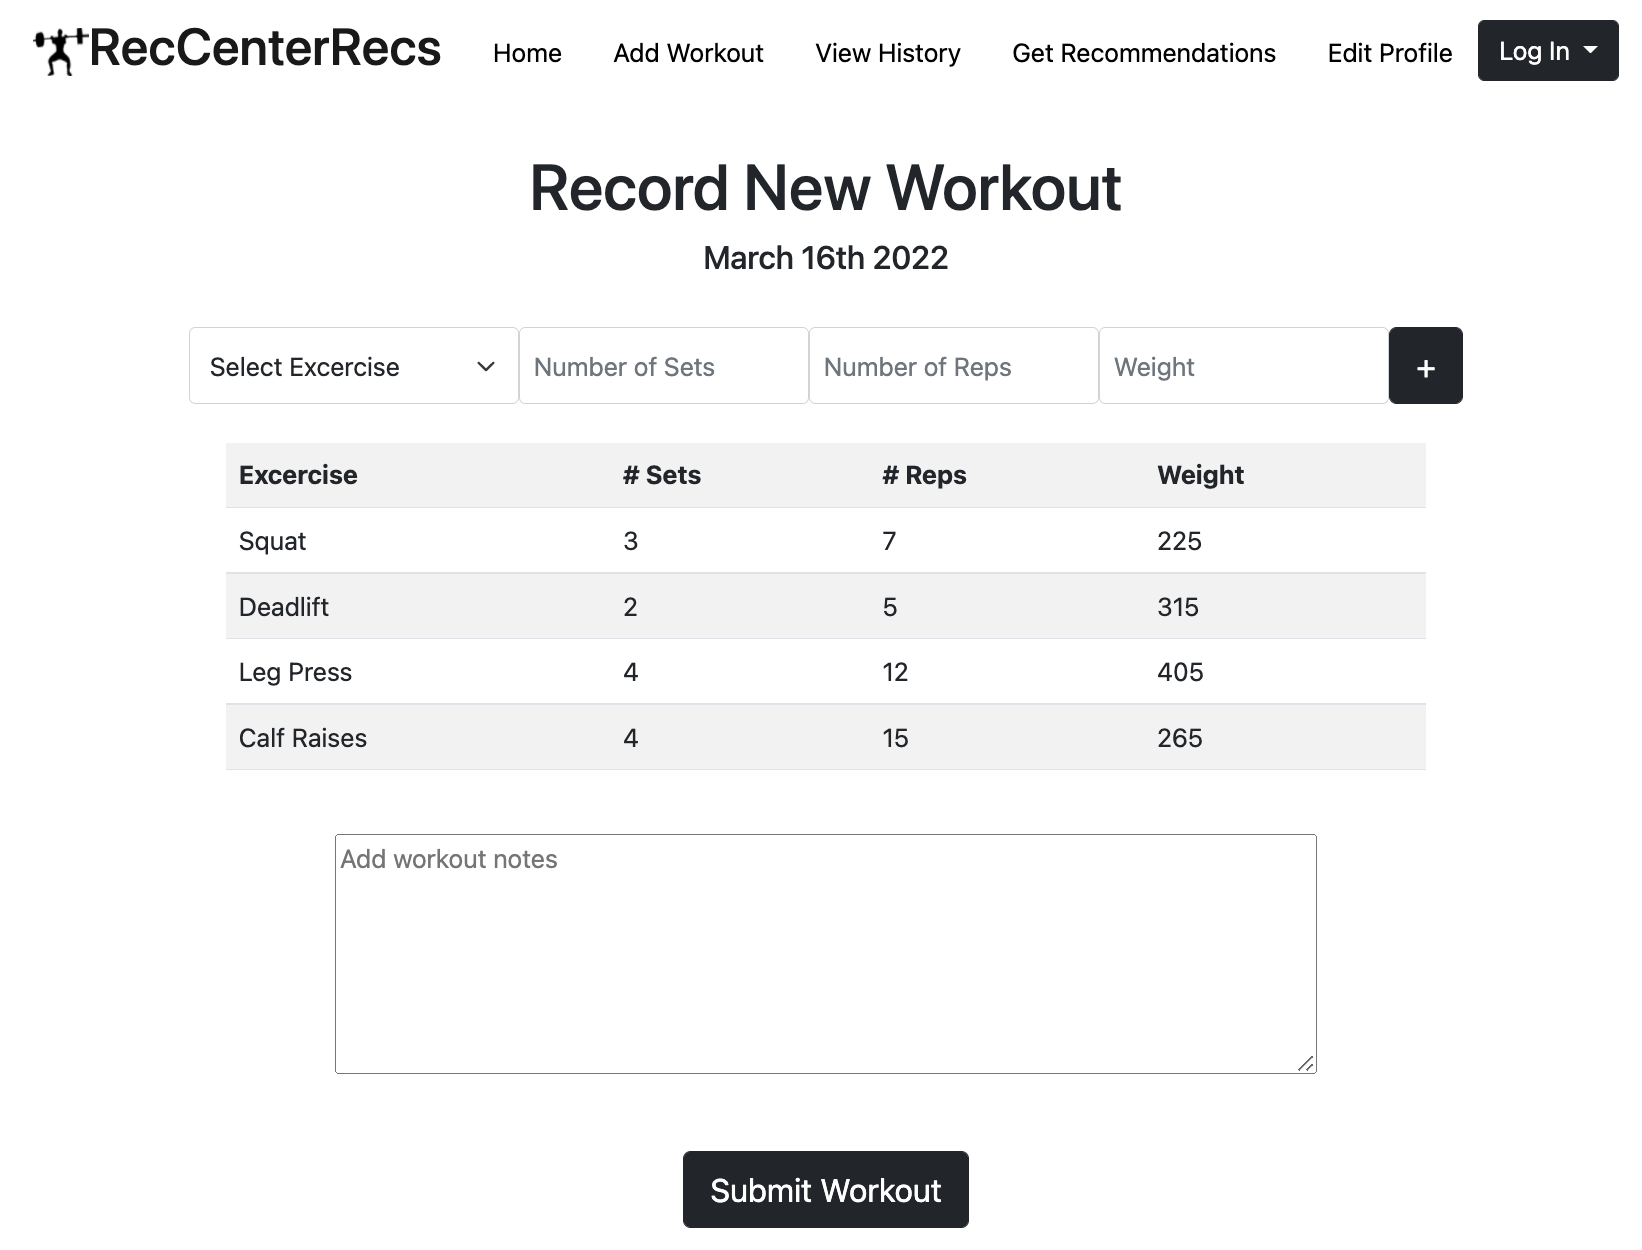 RecCenterRecs Home Add Workout View History Get Recommendations Edit Profile Log In
Record New Workout
March 16th 2022
Select Excercise Number of Sets Number of Reps Weight +
Excercise # Sets # Reps Weight
Squat 3 7 225
Deadlift 2 5 315
Leg Press 4 12 405
Calf Raises 4 15 265
Add workout notes
Submit Workout